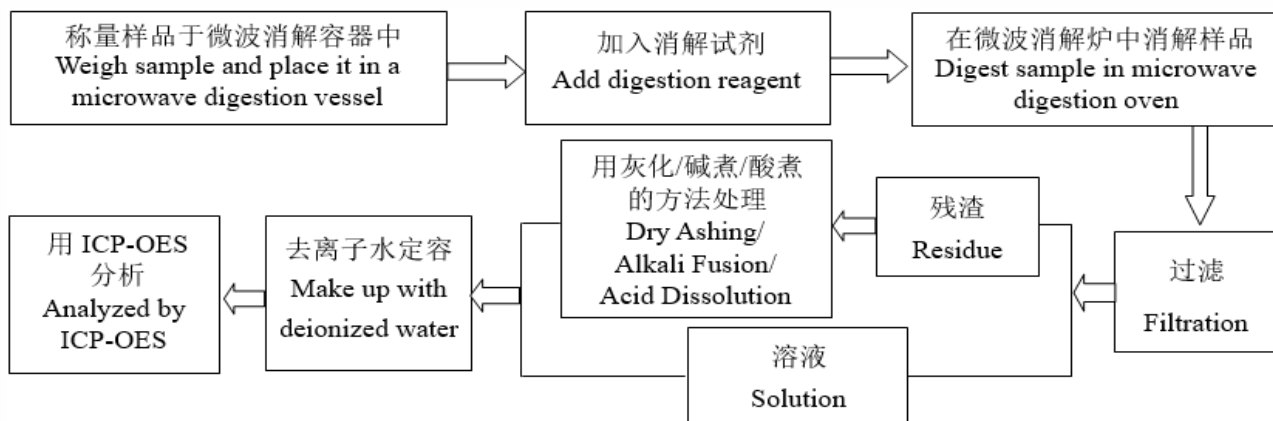 称量样品于微波消解容器中
Weigh sample and place it in a
microwave digestion vessel
加入消解试剂
Add digestion reagent
在微波消解炉中消解样品
Digest sample in microwave
digestion oven
过滤
Filtration
残渣
Residue
用灰化/碱煮/酸煮
的方法处理
Dry Ashing/
Alkali Fusion/
Acid Dissolution
溶液
Solution
去离子水定容
Make up with
deionized water
用 ICP-OES
分析
Analyzed by
ICP-OES